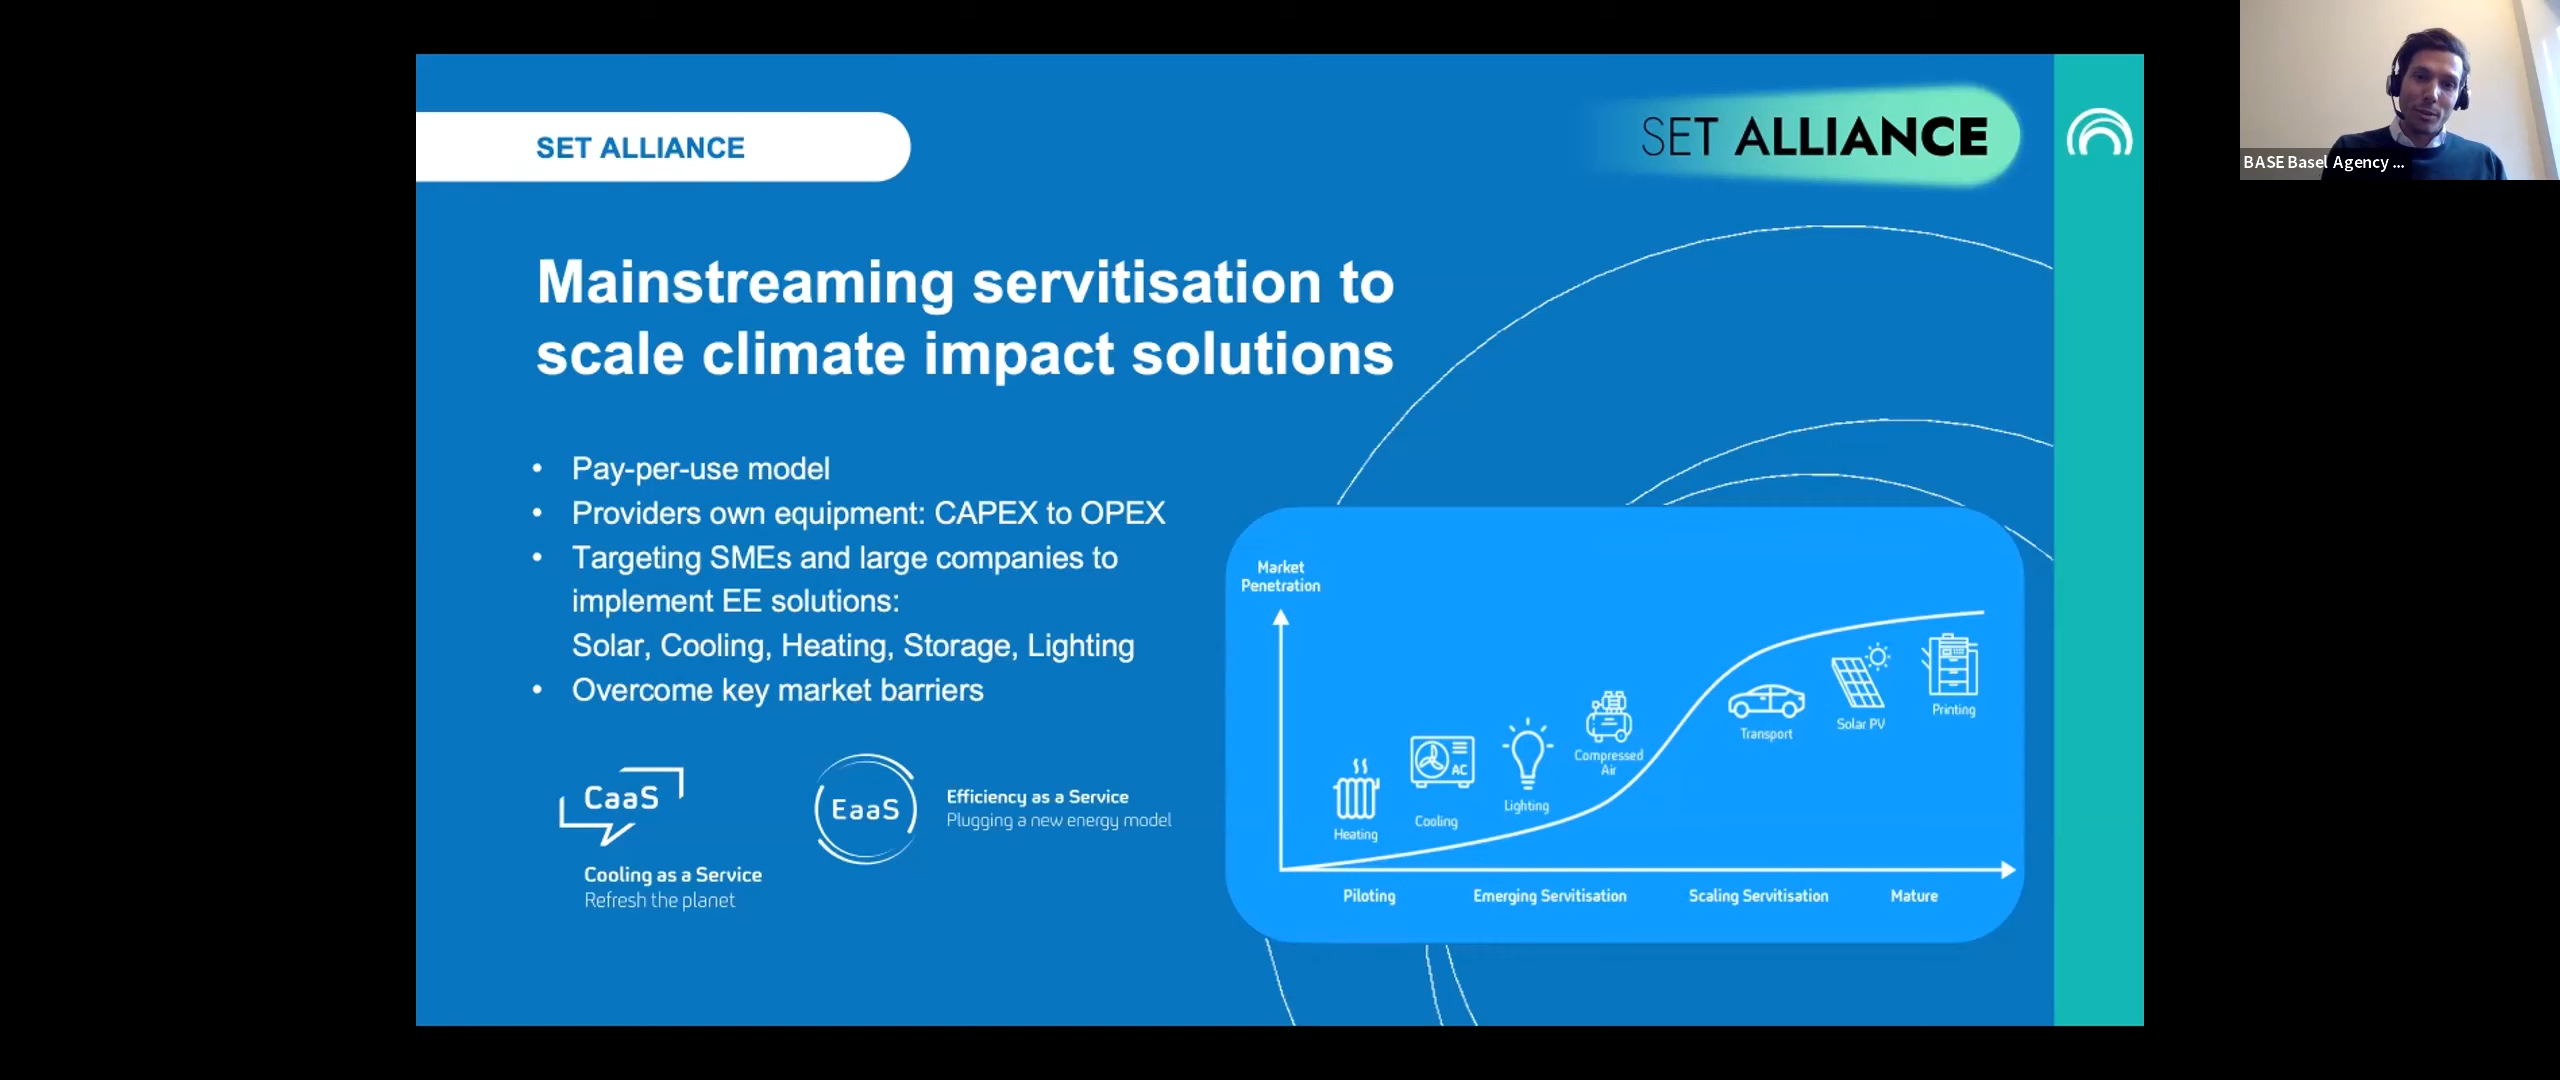 SET ALLIANCE
SET ALLIANCE
BASE Basel Agency ...
Mainstreaming servitisation to
scale climate impact solutions
• Pay-per-use model
• Providers own equipment: CAPEX to OPEX
• Targeting SMEs and large companies to
implement EE solutions:
Solar, Cooling, Heating, Storage, Lighting
• Overcome key market barriers
CaaS
Cooling as a Service
Refresh the planet
EaaS
Efficiency as a Service
Plugging a new energy model
Market
Penetration
Heating
AC
Cooling
Lighting
Compressed
Air
Transport
Solar PV
Printing
Piloting
Emerging Servitisation
Scaling Servitisation
Mature